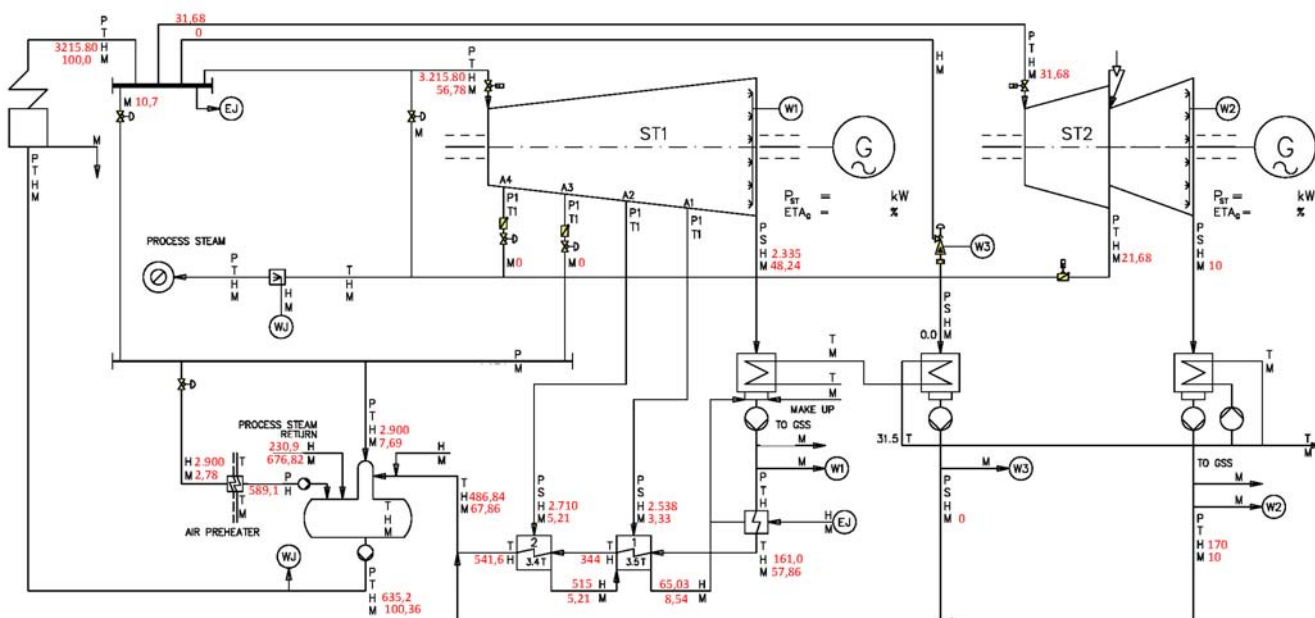 P
T
3215.80 H
100,0 M
31,68
0
P
T
3.215.80 H
56,78 M
H
M
P
T
H
M 31,68
M 10,7
D
EJ
D
M
ST1
W1
G
ST2
W2
G
M
P
T
H
M
A4
A3
A2
A1
P1
T1
P1
T1
P1
T1
P1
T1
P_ST = kW
ETA_G = %
P_ST = kW
ETA_G = %
D
D
M 0
M 0
PROCESS STEAM
P
T
H
M
H
M
T
H
M
WJ
P
S
H 2.335
M 48,24
W3
P
T
H
M 21,68
P
S
H
M 10
P
M
P
S
H
M
0.0
T
M
T
M
T
M
D
MAKE UP
TO GSS
31.5 T
T
M
PROCESS STEAM
RETURN
230,9 H
676,82 M
P
T
H 2.900
M 7,69
H
M
H 2.900
M 2,78
T
T
M
589,1
P
H
AIR PREHEATER
T
H
M
T
H 486,84
M 67,86
P
S
H 2.710
M 5,21
P
S
H 2.538
M 3,33
M
M
W1
P
T
H
H
M
EJ
M
W3
P
S
H
M 0
TO GSS
M
M
W2
2
3.4T
1
3.5T
T
541,6 H
T
344 H
T
H 161,0
M 57,86
P
T
H 170
M 10
WJ
515 H
5,21 M
65,03 H
8,54 M
P
T
H 635,2
M 100,36